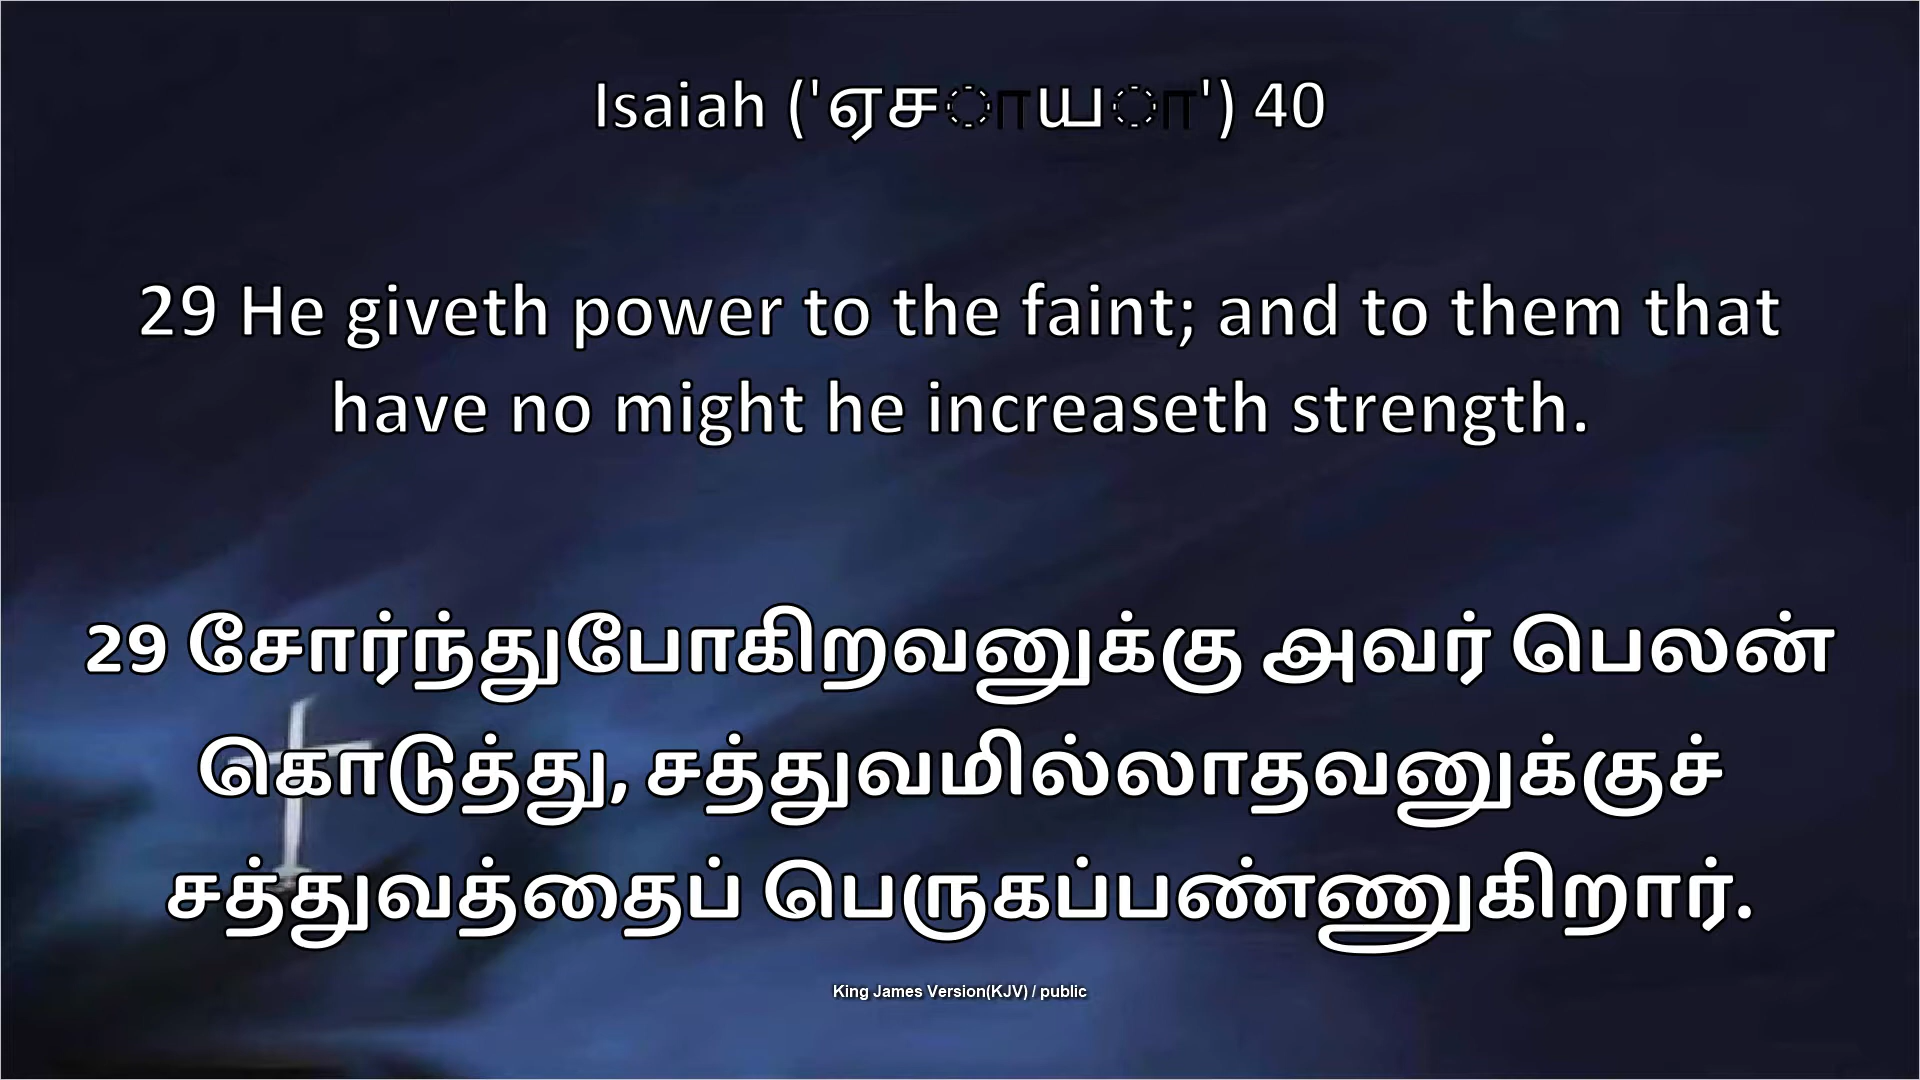 Isaiah ('ஏசாயா') 40
29 He giveth power to the faint; and to them that
have no might he increaseth strength.
29 சோர்ந்துபோகிறவனுக்கு அவர் பெலன்
கொடுத்து, சத்துவமில்லாதவனுக்குச்
சத்துவத்தைப் பெருகப்பண்ணுகிறார்.
King James Version(KJV) / public